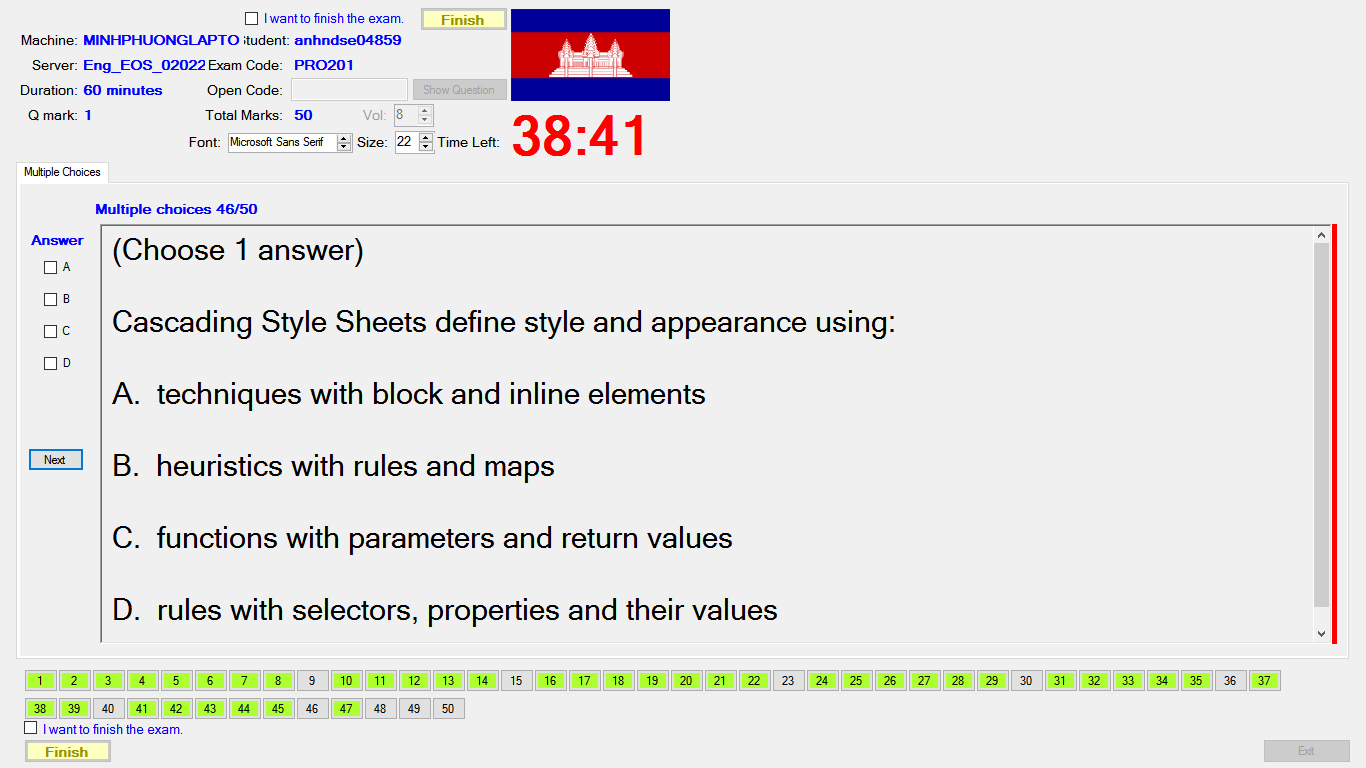 I want to finish the exam. Finish
Machine: MINHPHUONGLAPTO tudent: anhndse04859
Server: Eng_EOS_02022 Exam Code: PRO201
Duration: 60 minutes Open Code: Show Question
Q mark: 1 Total Marks: 50 Vol: 8
Font: Microsoft Sans Serif Size: 22 Time Left: 38:41
Multiple Choices
Multiple choices 46/50
Answer
A
B
C
D
Next
(Choose 1 answer)
Cascading Style Sheets define style and appearance using:
A. techniques with block and inline elements
B. heuristics with rules and maps
C. functions with parameters and return values
D. rules with selectors, properties and their values
1 2 3 4 5 6 7 8 9 10 11 12 13 14 15 16 17 18 19 20 21 22 23 24 25 26 27 28 29 30 31 32 33 34 35 36 37
38 39 40 41 42 43 44 45 46 47 48 49 50
I want to finish the exam.
Finish Exit